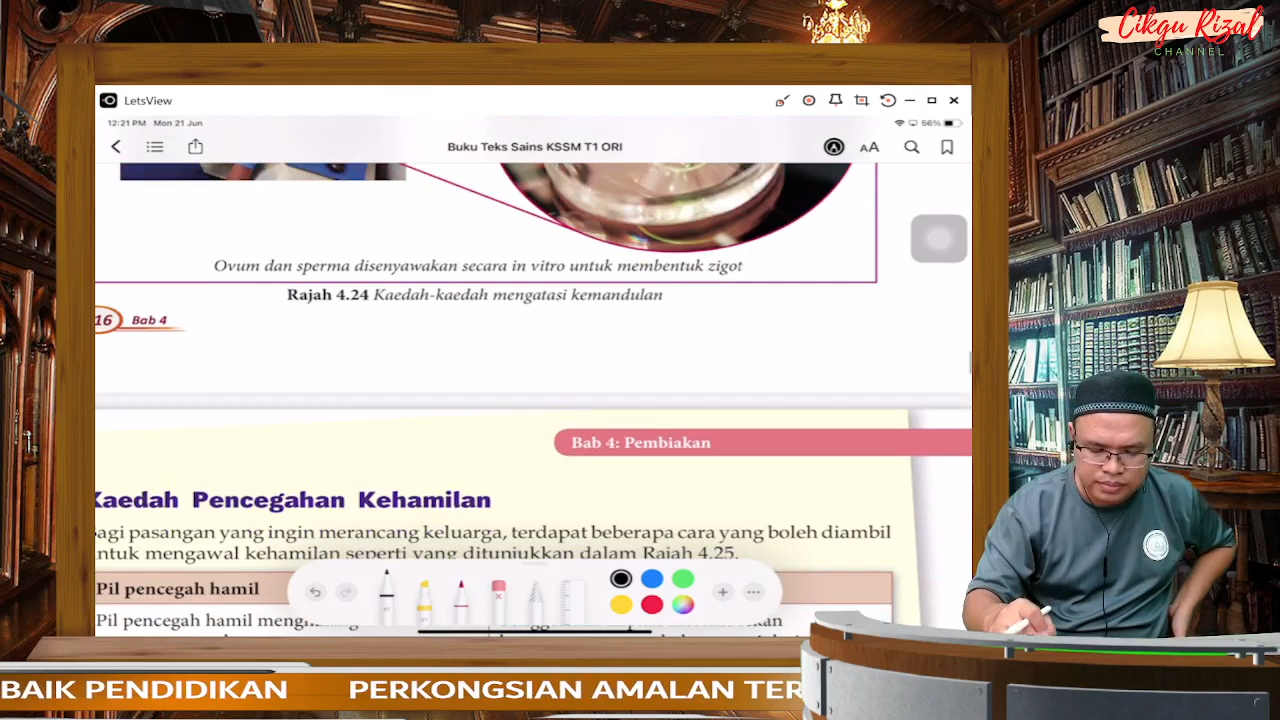 Cikgu Rizal
CHANNEL
LetsView
12:21 PM Mon 21 Jun
56%
Buku Teks Sains KSSM T1 ORI
AA
Ovum dan sperma disenyawakan secara in vitro untuk membentuk zigot
Rajah 4.24 Kaedah-kaedah mengatasi kemandulan
16 Bab 4
Bab 4: Pembiakan
Kaedah Pencegahan Kehamilan
agi pasangan yang ingin merancang keluarga, terdapat beberapa cara yang boleh diambil
ntuk mengawal kehamilan seperti yang ditunjukkan dalam Rajah 4.25.
Pil pencegah hamil
Pil pencegah hamil
BAIK PENDIDIKAN PERKONGSIAN AMALAN TER